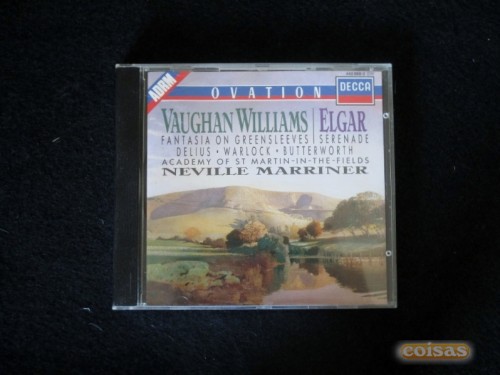 ADRM
OVATION
DECCA
VAUGHAN WILLIAMS ELGAR
FANTASIA ON GREENSLEEVES SERENADE
DELIUS • WARLOCK • BUTTERWORTH
ACADEMY OF ST MARTIN-IN-THE-FIELDS
NEVILLE MARRINER
coisas